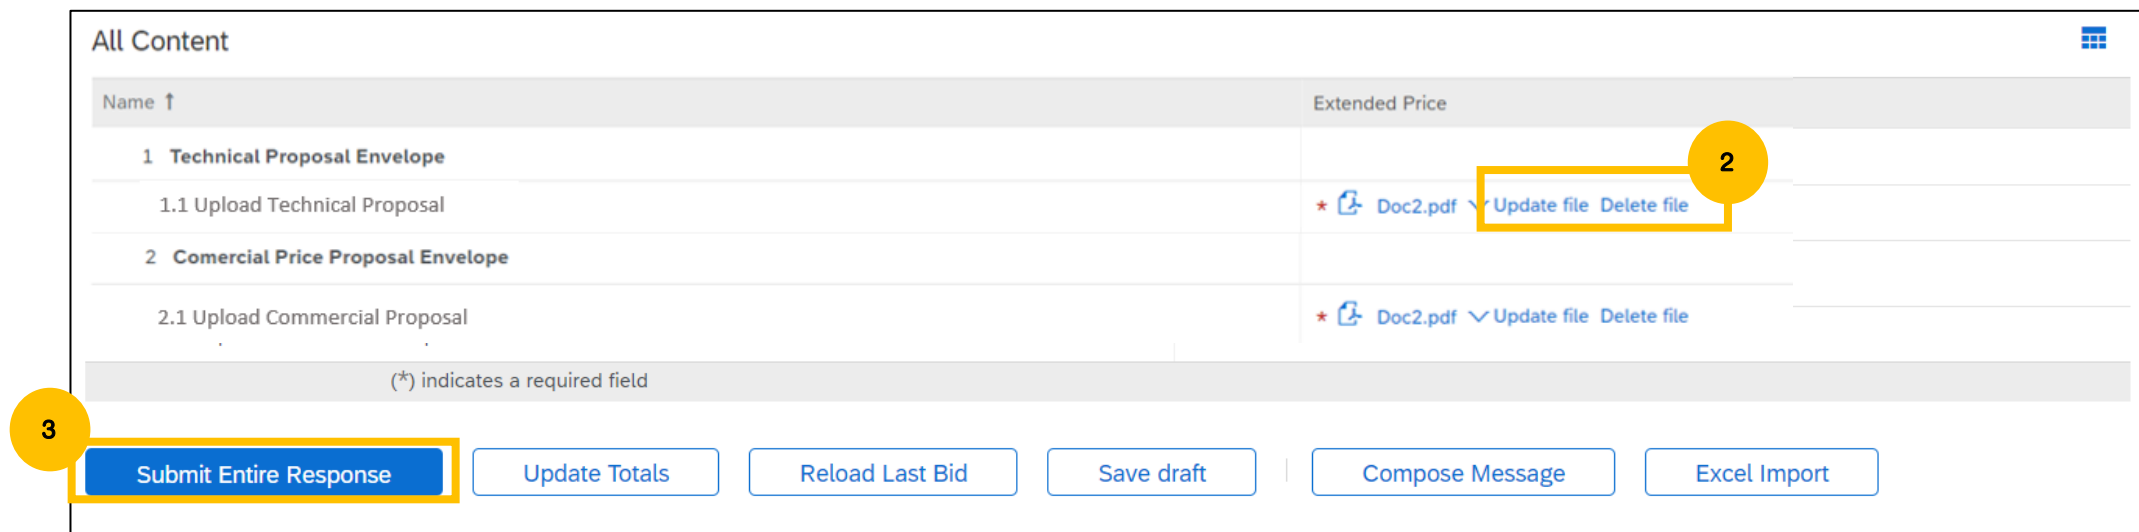 All Content
Name ↑ Extended Price
1 Technical Proposal Envelope
2
1.1 Upload Technical Proposal * Doc2.pdf Update file Delete file
2 Comercial Price Proposal Envelope
2.1 Upload Commercial Proposal * Doc2.pdf Update file Delete file
(*) indicates a required field
3
Submit Entire Response Update Totals Reload Last Bid Save draft Compose Message Excel Import